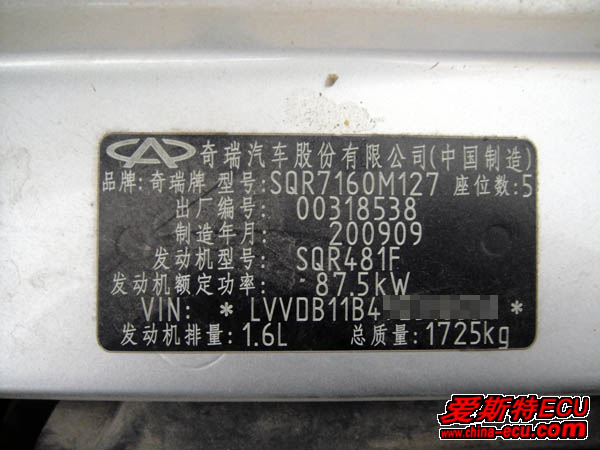 奇瑞汽车股份有限公司(中国制造)
品牌:奇瑞牌 型号:SQR7160M127 座位数:5
出厂编号: 00318538
制造年月: 200909
发动机型号: SQR481F
发动机额定功率: 87.5kW
VIN: * LVVDB11B4 *
发动机排量:1.6L 总质量:1725kg
爱斯特ECU
www.china-ecu.com